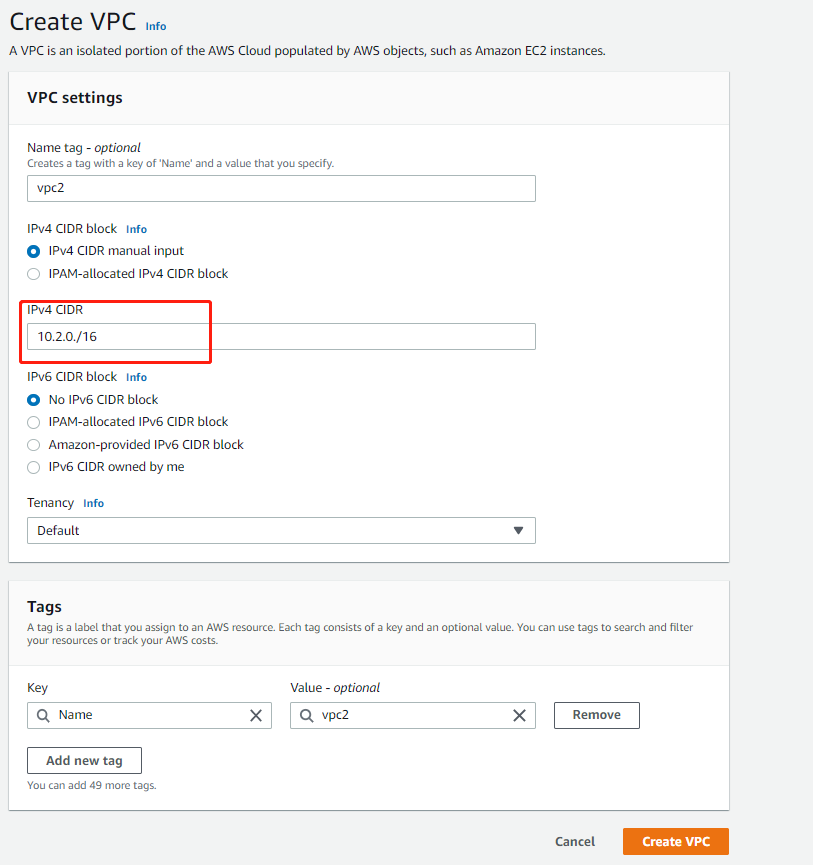 Create VPC Info
A VPC is an isolated portion of the AWS Cloud populated by AWS objects, such as Amazon EC2 instances.
VPC settings
Name tag - optional
Creates a tag with a key of 'Name' and a value that you specify.
vpc2
IPv4 CIDR block Info
IPv4 CIDR manual input
IPAM-allocated IPv4 CIDR block
IPv4 CIDR
10.2.0./16
IPv6 CIDR block Info
No IPv6 CIDR block
IPAM-allocated IPv6 CIDR block
Amazon-provided IPv6 CIDR block
IPv6 CIDR owned by me
Tenancy Info
Default
Tags
A tag is a label that you assign to an AWS resource. Each tag consists of a key and an optional value. You can use tags to search and filter
your resources or track your AWS costs.
Key Value - optional
Name vpc2 Remove
Add new tag
You can add 49 more tags.
Cancel Create VPC